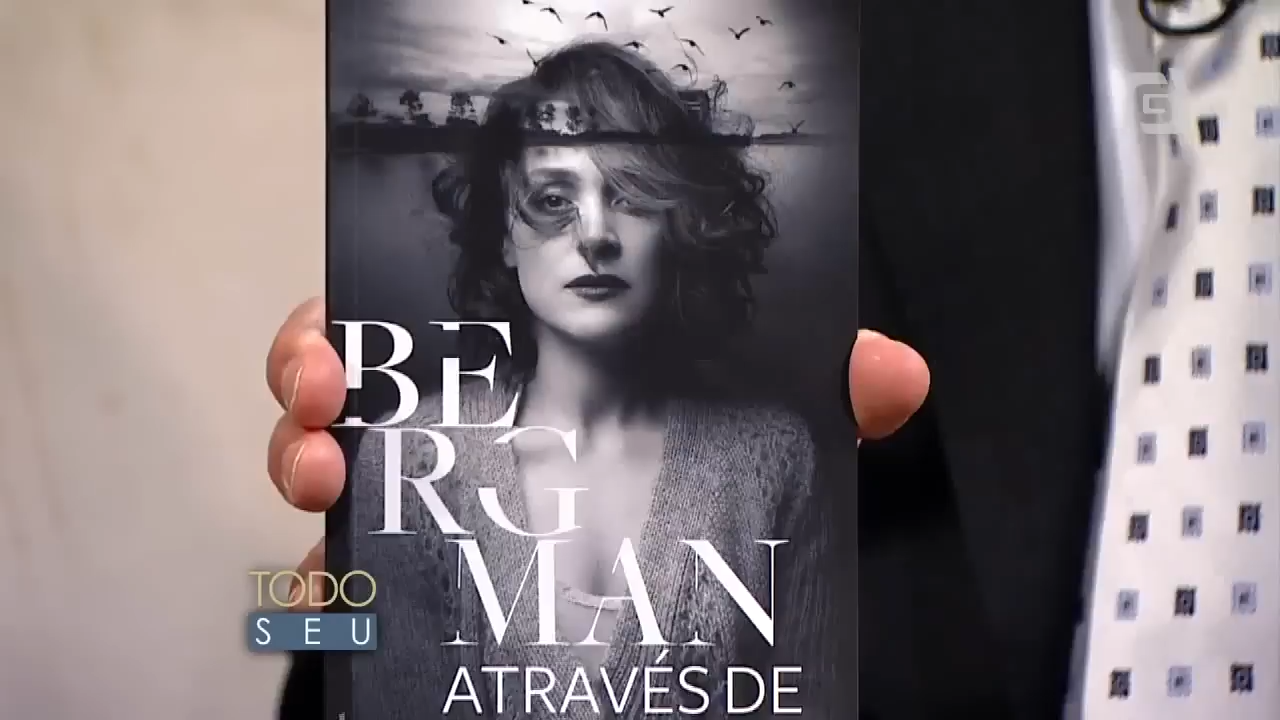 BE
RG
MAN
ATRAVÉS DE
TODO
SEU
G